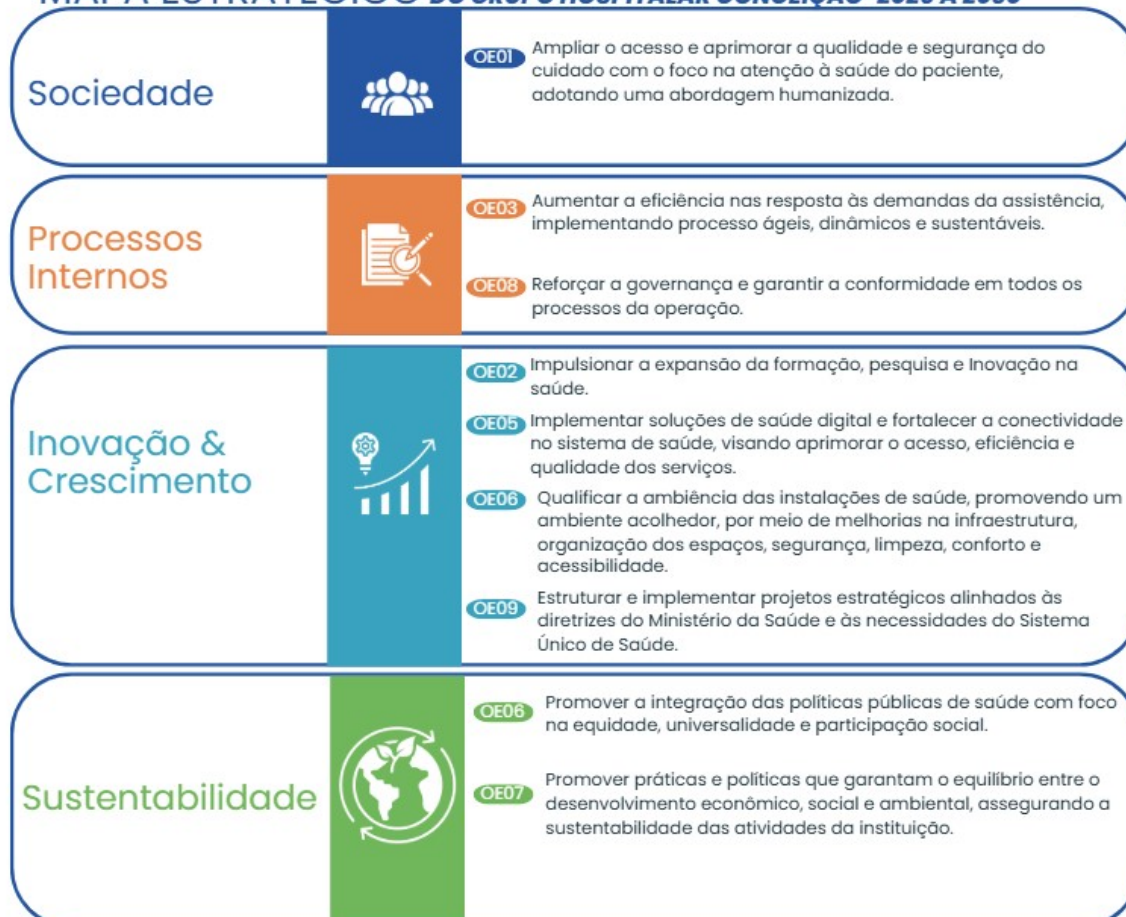 MAPA ESTRATÉGICO DO GRUPO HOSPITALAR CONCEIÇÃO
Sociedade
OE01 Ampliar o acesso e aprimorar a qualidade e segurança do
cuidado com o foco na atenção à saúde do paciente,
adotando uma abordagem humanizada.
Processos
Internos
OE03 Aumentar a eficiência nas resposta às demandas da assistência,
implementando processo ágeis, dinâmicos e sustentáveis.
OE08 Reforçar a governança e garantir a conformidade em todos os
processos da operação.
Inovação &
Crescimento
OE02 Impulsionar a expansão da formação, pesquisa e Inovação na
saúde.
OE05 Implementar soluções de saúde digital e fortalecer a conectividade
no sistema de saúde, visando aprimorar o acesso, eficiência e
qualidade dos serviços.
OE06 Qualificar a ambiência das instalações de saúde, promovendo um
ambiente acolhedor, por meio de melhorias na infraestrutura,
organização dos espaços, segurança, limpeza, conforto e
acessibilidade.
OE09 Estruturar e implementar projetos estratégicos alinhados às
diretrizes do Ministério da Saúde e às necessidades do Sistema
Único de Saúde.
Sustentabilidade
OE06 Promover a integração das políticas públicas de saúde com foco
na equidade, universalidade e participação social.
OE07 Promover práticas e políticas que garantam o equilíbrio entre o
desenvolvimento econômico, social e ambiental, assegurando a
sustentabilidade das atividades da instituição.